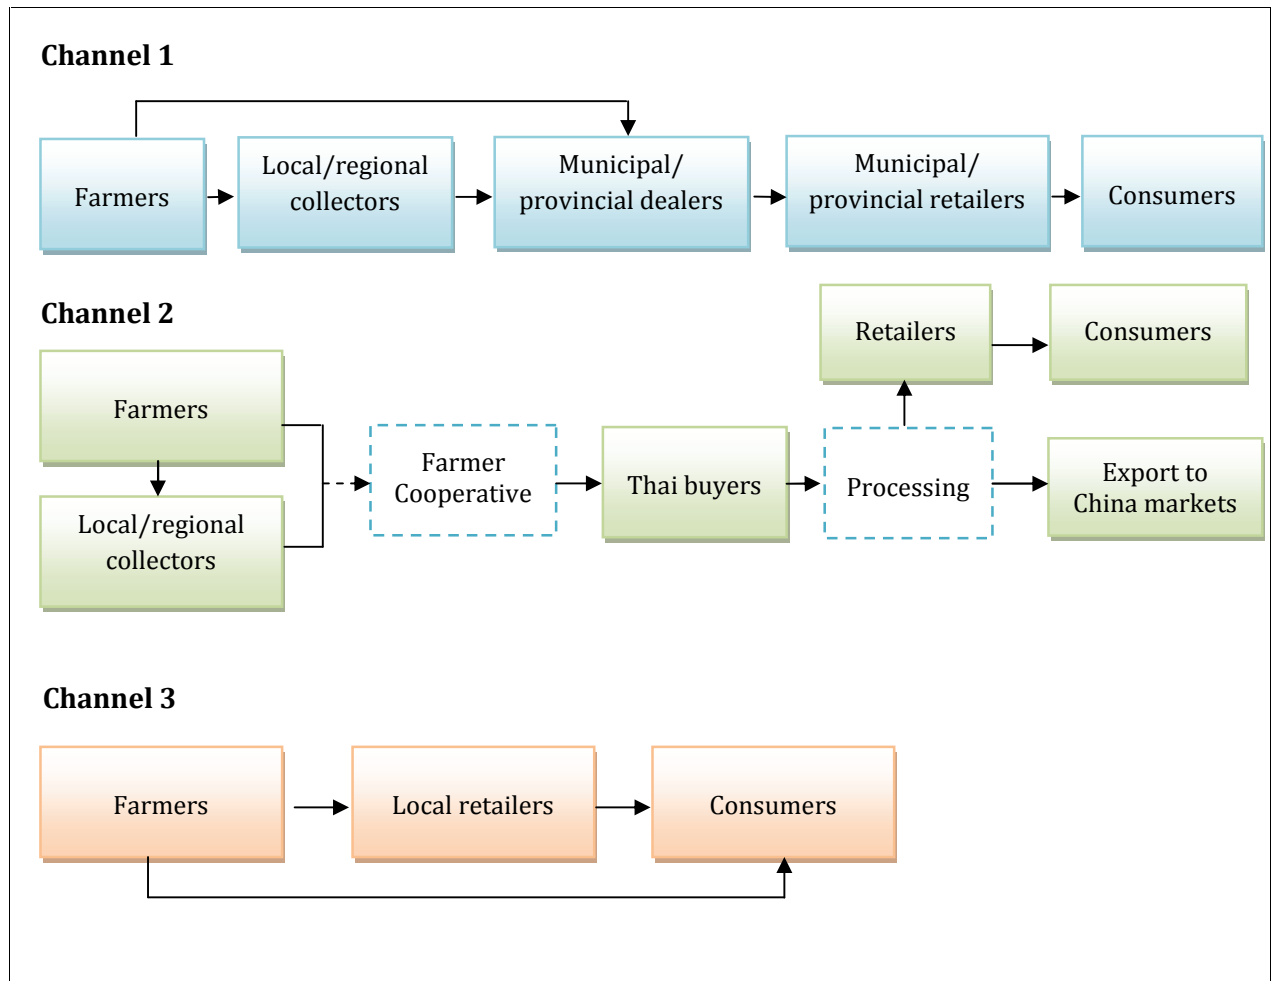 Channel 1
Farmers
Local/regional
collectors
Municipal/
provincial dealers
Municipal/
provincial retailers
Consumers
Channel 2
Retailers
Consumers
Farmers
Farmer
Cooperative
Thai buyers
Processing
Export to
China markets
Local/regional
collectors
Channel 3
Farmers
Local retailers
Consumers